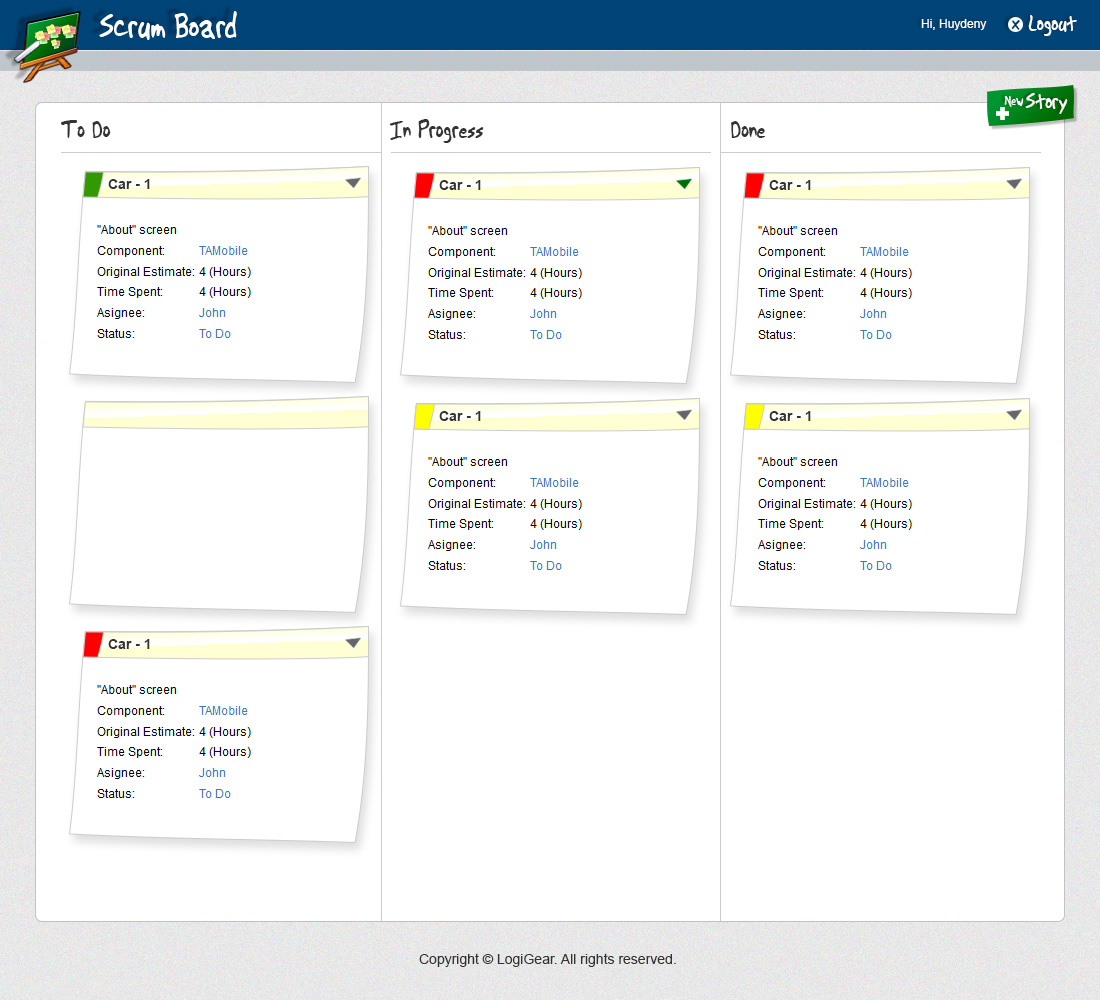 Scrum Board
Hi, Huydeny
Logout
New Story
To Do
Car - 1
"About" screen
Component: TAMobile
Original Estimate: 4 (Hours)
Time Spent: 4 (Hours)
Asignee: John
Status: To Do
Car - 1
"About" screen
Component: TAMobile
Original Estimate: 4 (Hours)
Time Spent: 4 (Hours)
Asignee: John
Status: To Do
In Progress
Car - 1
"About" screen
Component: TAMobile
Original Estimate: 4 (Hours)
Time Spent: 4 (Hours)
Asignee: John
Status: To Do
Car - 1
"About" screen
Component: TAMobile
Original Estimate: 4 (Hours)
Time Spent: 4 (Hours)
Asignee: John
Status: To Do
Done
Car - 1
"About" screen
Component: TAMobile
Original Estimate: 4 (Hours)
Time Spent: 4 (Hours)
Asignee: John
Status: To Do
Car - 1
"About" screen
Component: TAMobile
Original Estimate: 4 (Hours)
Time Spent: 4 (Hours)
Asignee: John
Status: To Do
Copyright © LogiGear. All rights reserved.